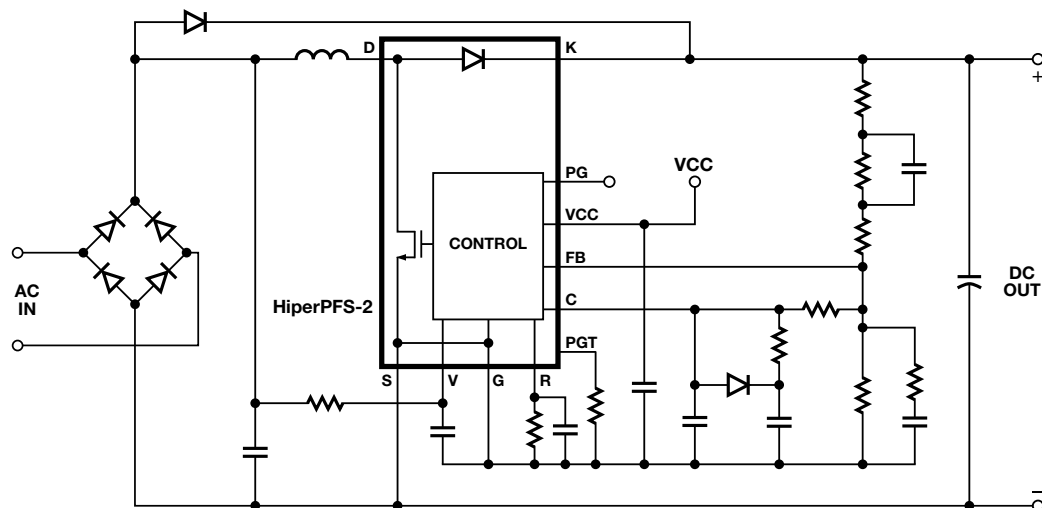 D
K
PG
VCC
VCC
CONTROL
FB
AC
IN
HiperPFS-2
C
DC
OUT
PGT
S
V
G
R
+
−